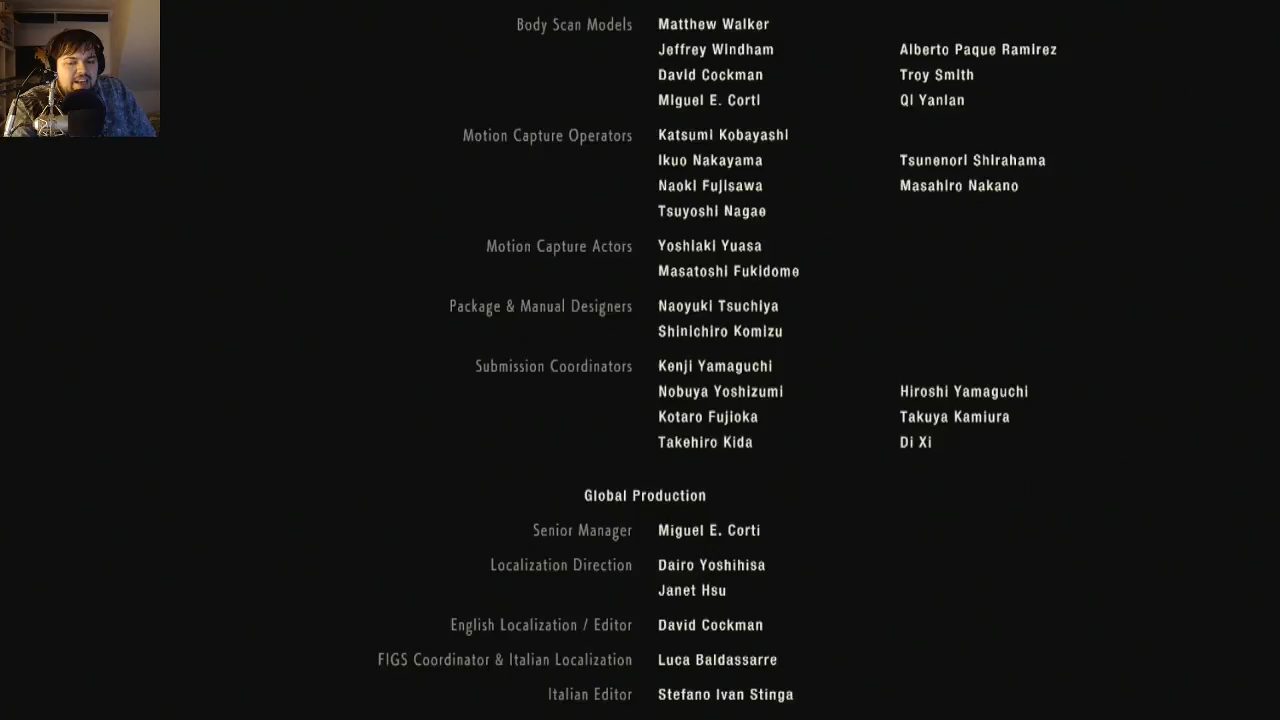 Body Scan Models Matthew Walker
Jeffrey Windham Alberto Paque Ramirez
David Cockman Troy Smith
Miguel E. Corti Qi Yanlan
Motion Capture Operators Katsumi Kobayashi
Ikuo Nakayama Tsunenori Shirahama
Naoki Fujisawa Masahiro Nakano
Tsuyoshi Nagae
Motion Capture Actors Yoshiaki Yuasa
Masatoshi Fukidome
Package & Manual Designers Naoyuki Tsuchiya
Shinichiro Komizu
Submission Coordinators Kenji Yamaguchi
Nobuya Yoshizumi Hiroshi Yamaguchi
Kotaro Fujioka Takuya Kamiura
Takehiro Kida Di Xi
Global Production
Senior Manager Miguel E. Corti
Localization Direction Dairo Yoshihisa
Janet Hsu
English Localization / Editor David Cockman
FIGS Coordinator & Italian Localization Luca Baldassarre
Italian Editor Stefano Ivan Stinga